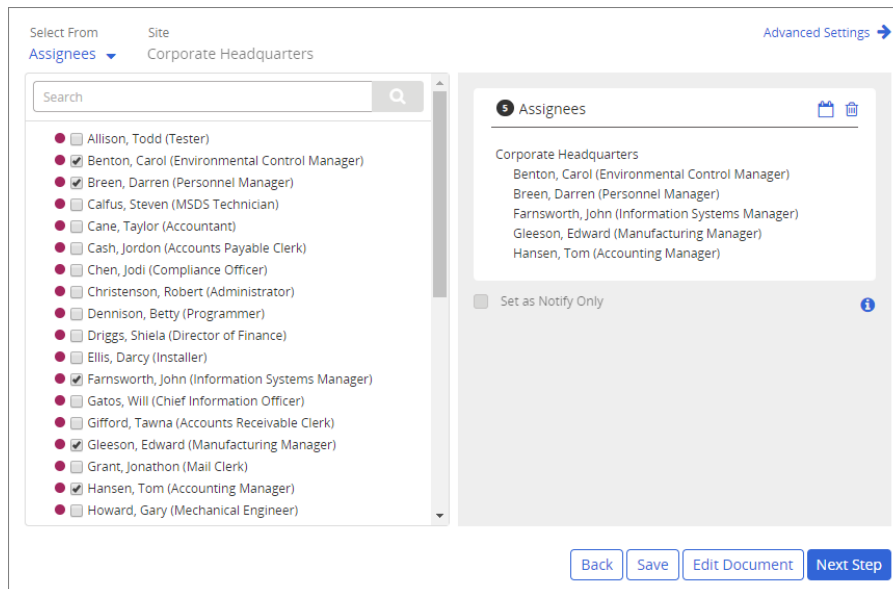 Select From
Site
Advanced Settings
Assignees
Corporate Headquarters
Search
Allison, Todd (Tester)
Benton, Carol (Environmental Control Manager)
Breen, Darren (Personnel Manager)
Calfus, Steven (MSDS Technician)
Cane, Taylor (Accountant)
Cash, Jordon (Accounts Payable Clerk)
Chen, Jodi (Compliance Officer)
Christenson, Robert (Administrator)
Dennison, Betty (Programmer)
Driggs, Shiela (Director of Finance)
Ellis, Darcy (Installer)
Farnsworth, John (Information Systems Manager)
Gatos, Will (Chief Information Officer)
Gifford, Tawna (Accounts Receivable Clerk)
Gleeson, Edward (Manufacturing Manager)
Grant, Jonathon (Mail Clerk)
Hansen, Tom (Accounting Manager)
Howard, Gary (Mechanical Engineer)
5 Assignees
Corporate Headquarters
Benton, Carol (Environmental Control Manager)
Breen, Darren (Personnel Manager)
Farnsworth, John (Information Systems Manager)
Gleeson, Edward (Manufacturing Manager)
Hansen, Tom (Accounting Manager)
Set as Notify Only
Back
Save
Edit Document
Next Step